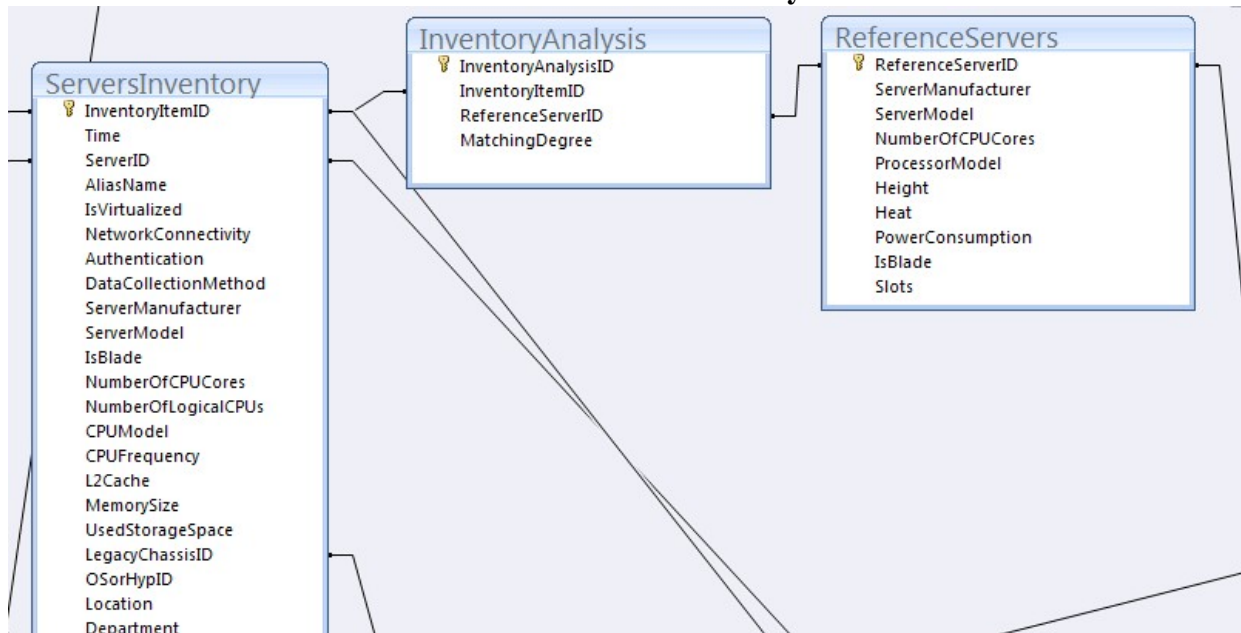 ServersInventory
InventoryItemID
Time
ServerID
AliasName
IsVirtualized
NetworkConnectivity
Authentication
DataCollectionMethod
ServerManufacturer
ServerModel
IsBlade
NumberOfCPUCores
NumberOfLogicalCPUs
CPUModel
CPUFrequency
L2Cache
MemorySize
UsedStorageSpace
LegacyChassisID
OSorHypID
Location
Department
InventoryAnalysis
InventoryAnalysisID
InventoryItemID
ReferenceServerID
MatchingDegree
ReferenceServers
ReferenceServerID
ServerManufacturer
ServerModel
NumberOfCPUCores
ProcessorModel
Height
Heat
PowerConsumption
IsBlade
Slots